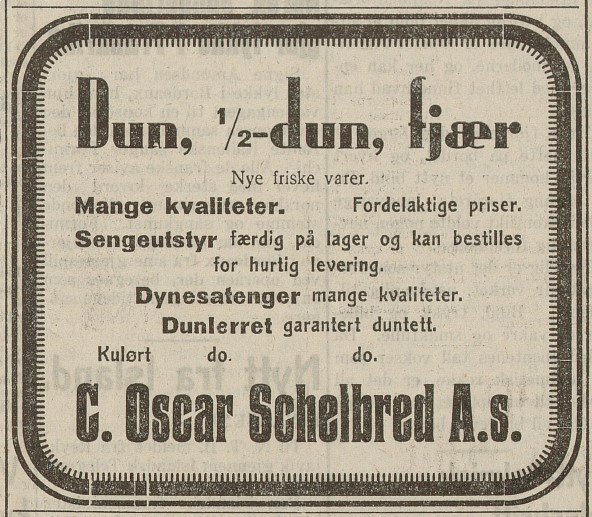 Dun, ½-dun, fjær
Nye friske varer.
Mange kvaliteter. Fordelaktige priser.
Sengeutstyr færdig på lager og kan bestilles
for hurtig levering.
Dynesatenger mange kvaliteter.
Dunlerret garantert duntett.
Kulørt do. do.
C. Oscar Schelbred A.s.